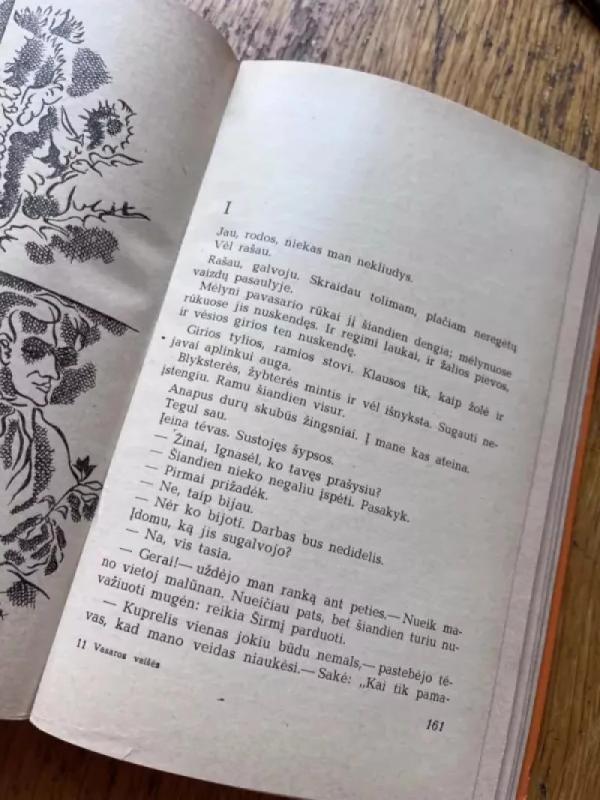 I
Jau, rodos, niekas man nekliudys.
Vėl rašau.
Rašau, galvoju. Skraidau tolimam, plačiam neregėtų
vaizdų pasaulyje.
Mėlyni pavasario rūkai jį šiandien dengia; mėlynuose
rūkuose jis nuskendęs. Ir regimi laukai, ir žalios pievos,
ir vėsios girios ten nuskendę.
Girios tylios, ramios stovi. Klausos tik, kaip žolė ir
javai aplinkui auga.
Blyksterės, žybterės mintis ir vėl išnyksta. Sugauti ne-
įstengiu. Ramu šiandien visur.
Anapus durų skubūs žingsniai. Į mane kas ateina.
Tegul sau.
Įeina tėvas. Sustojęs šypsos.
— Žinai, Ignasėl, ko tavęs prašysiu?
— Šiandien nieko negaliu įspėti. Pasakyk.
— Pirmai prižadėk.
— Ne, taip bijau.
— Nėr ko bijoti. Darbas bus nedidelis.
Įdomu, ką jis sugalvojo?
— Na, vis tasia.
— Gerai!— uždėjo man ranką ant peties.— Nueik ma-
no vietoj malūnan. Nueičiau pats, bet šiandien turiu nu-
važiuoti mugėn: reikia Širmį parduoti.
— Kuprelis vienas jokiu būdu nemals,— pastebėjo tė-
vas, kad mano veidas niaukėsi.— Sakė: „Kai tik pama-
11 Vasaros vaišės
161